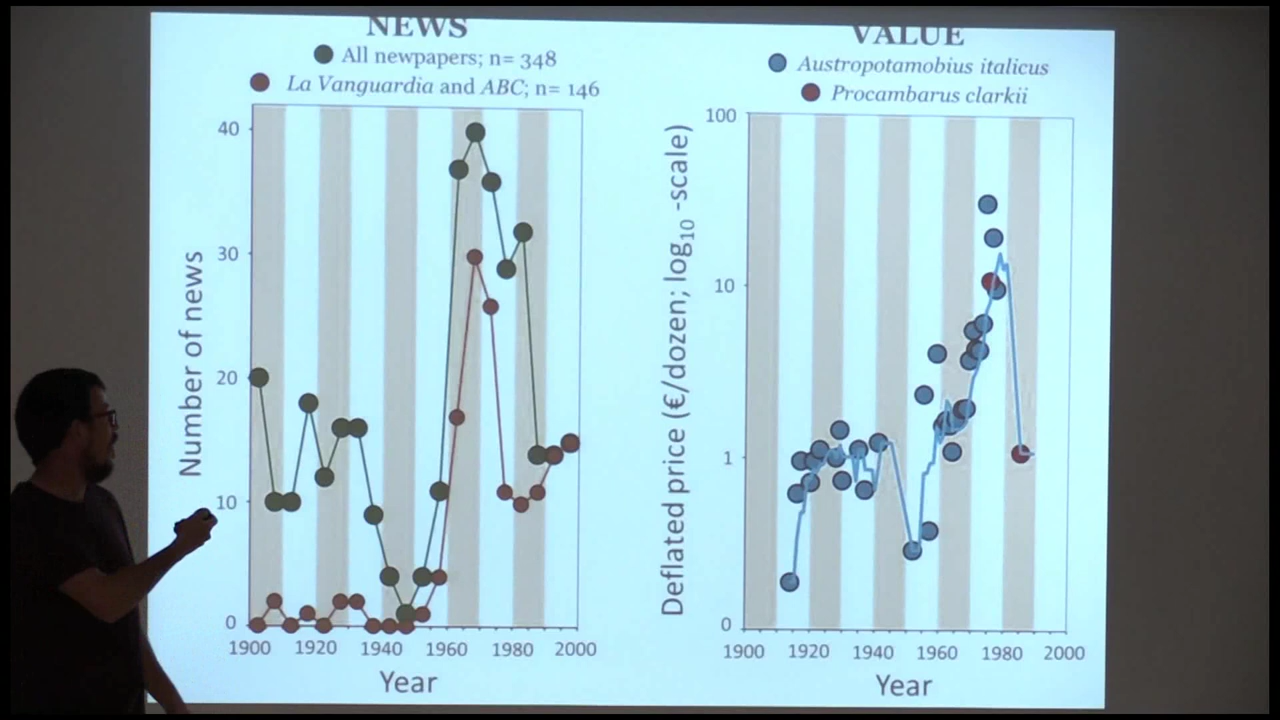 NEWS
All newpapers; n= 348
La Vanguardia and ABC; n= 146
Number of news
40
30
20
10
0
1900 1920 1940 1960 1980 2000
Year
VALUE
Austropotamobius italicus
Procambarus clarkii
Deflated price (€/dozen; log10 -scale)
100
10
1
0
1900 1920 1940 1960 1980 2000
Year